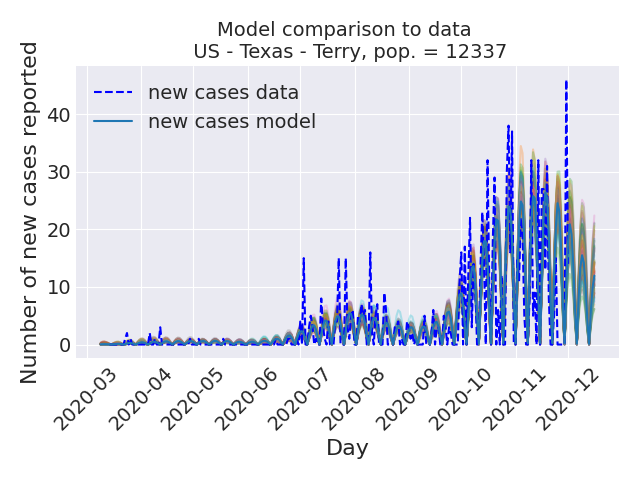 Model comparison to data
US - Texas - Terry, pop. = 12337
Number of new cases reported
new cases data
new cases model
40
30
20
10
0
2020-03
2020-04
2020-05
2020-06
2020-07
2020-08
2020-09
2020-10
2020-11
2020-12
Day